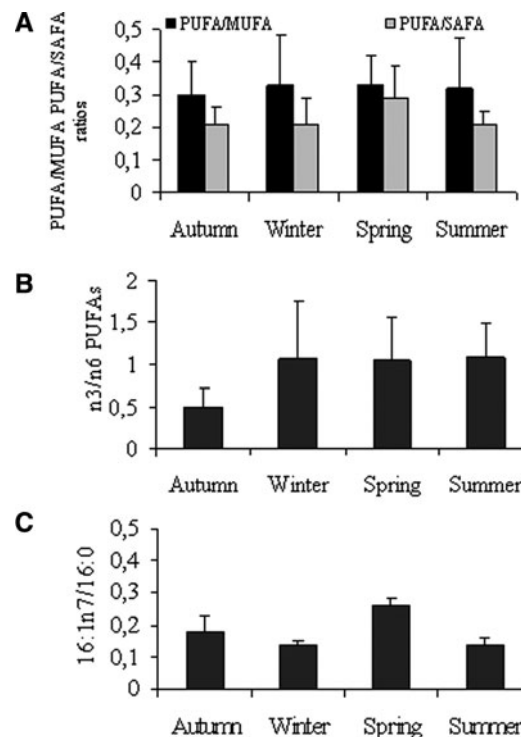 A
PUFA/MUFA PUFA/SAFA
ratios
PUFA/MUFA
PUFA/SAFA
0,5
0,4
0,3
0,2
0,1
0
Autumn
Winter
Spring
Summer
B
n3/n6 PUFAs
2
1,5
1
0,5
0
Autumn
Winter
Spring
Summer
C
16:1n7/16:0
0,5
0,4
0,3
0,2
0,1
0
Autumn
Winter
Spring
Summer